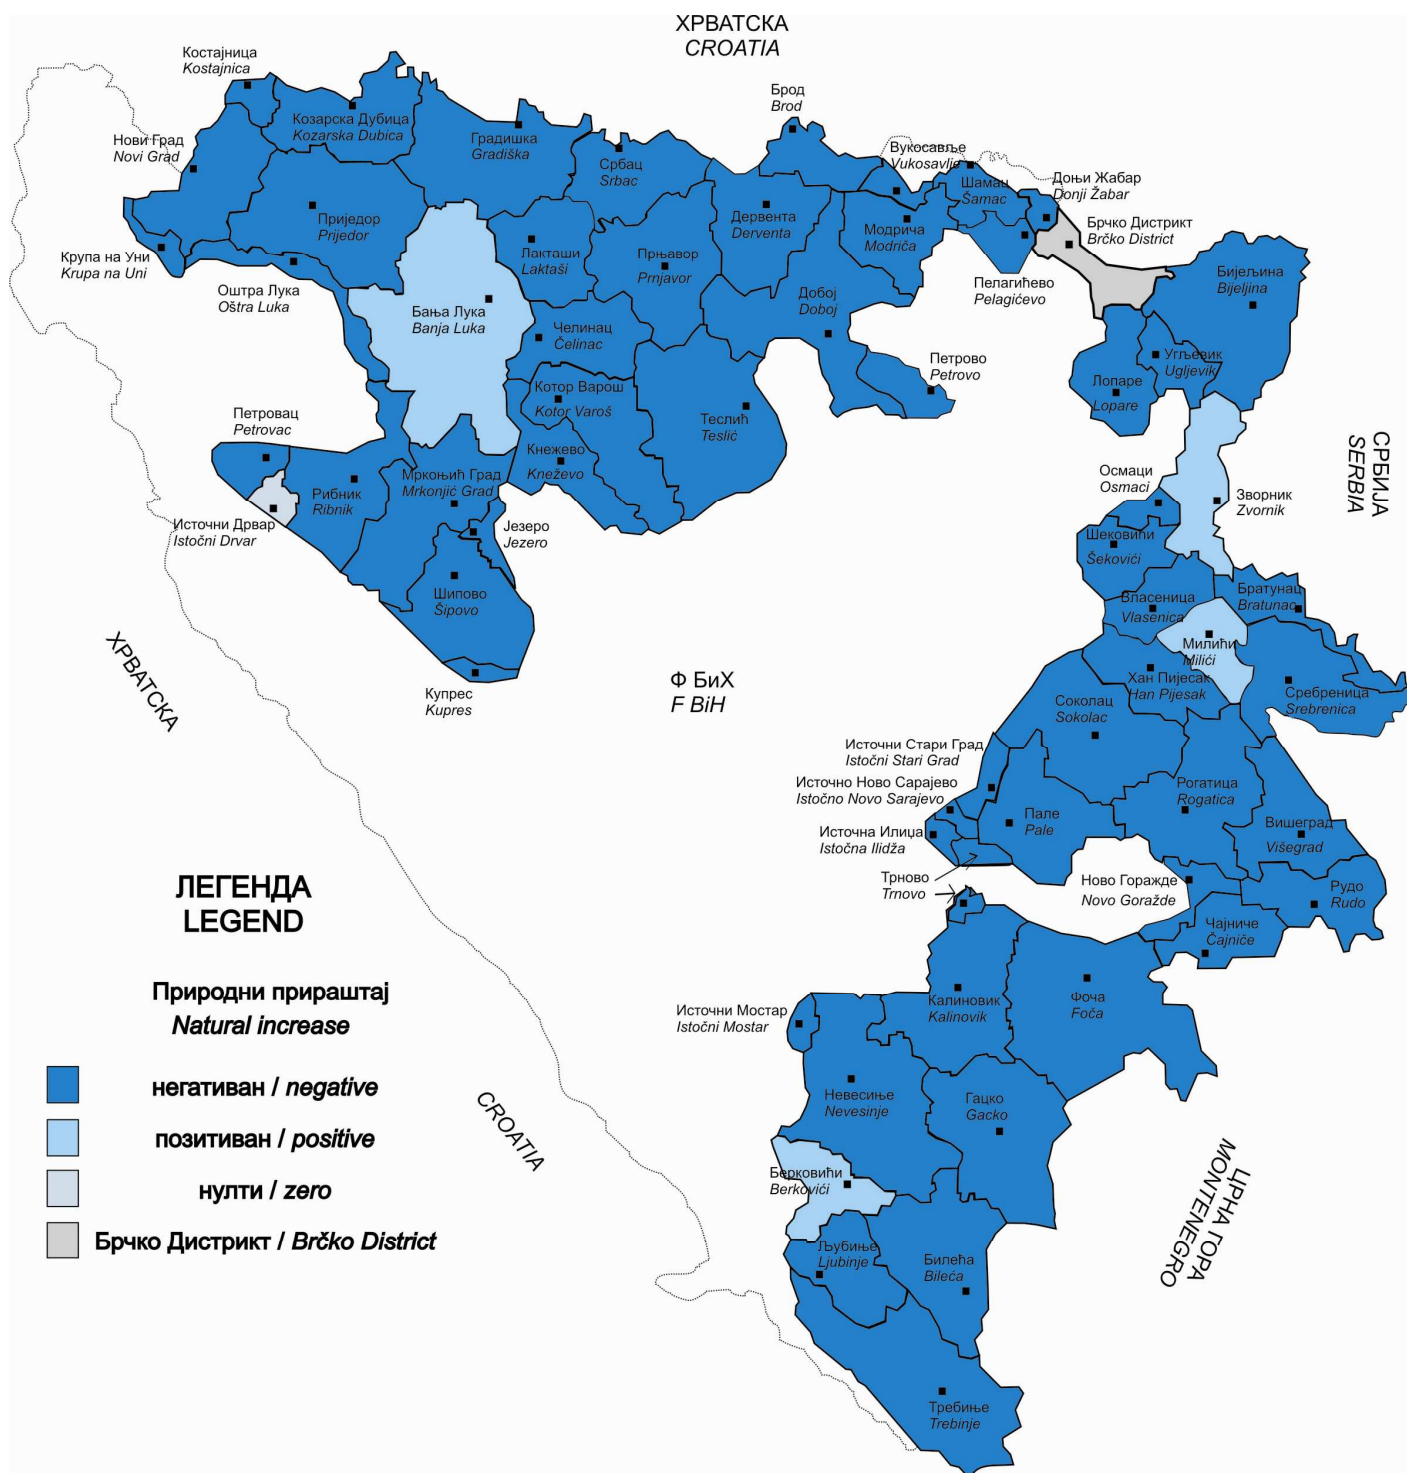 ХРВАТСКА
CROATIA
Костајница
Kostajnica
Козарска Дубица
Kozarska Dubica
Градишка
Gradiška
Србац
Srbac
Брод
Brod
Нови Град
Novi Grad
Вукосавље
Vukosavlje
Шамац
Šamac
Доњи Жабар
Donji Žabar
Приједор
Prijedor
Дервента
Derventa
Модрича
Modriča
Брчко Дистрикт
Brčko District
Крупа на Уни
Krupa na Uni
Лакташи
Laktaši
Прњавор
Prnjavor
Пелагићево
Pelagićevo
Бијељина
Bijeljina
Оштра Лука
Oštra Luka
Бања Лука
Banja Luka
Добој
Doboj
Челинац
Čelinac
Петрово
Petrovo
Угљевик
Ugljevik
Лопаре
Lopare
Котор Варош
Kotor Varoš
Теслић
Teslić
Петровац
Petrovac
Кнежево
Kneževo
СРБИЈА
SERBIA
Мркоњић Град
Mrkonjić Grad
Рибник
Ribnik
Осмаци
Osmaci
Зворник
Zvornik
Источни Дрвар
Istočni Drvar
Језеро
Jezero
Шековићи
Šekovići
Шипово
Šipovo
Власеница
Vlasenica
Братунац
Bratunac
Милићи
Milići
ХРВАТСКА
Купрес
Kupres
Ф БиХ
F BiH
Хан Пијесак
Han Pijesak
Сребреница
Srebrenica
Соколац
Sokolac
Источни Стари Град
Istočni Stari Grad
Источно Ново Сарајево
Istočno Novo Sarajevo
Рогатица
Rogatica
Пале
Pale
Источна Илиџа
Istočna Ilidža
Вишеград
Višegrad
Трново
Trnovo
Ново Горажде
Novo Goražde
Рудо
Rudo
Чајниче
Čajniče
ЛЕГЕНДА
LEGEND
Природни прираштај
Natural increase
негативан / negative
позитиван / positive
нулти / zero
Брчко Дистрикт / Brčko District
Калиновик
Kalinovik
Фоча
Foča
Источни Мостар
Istočni Mostar
Невесиње
Nevesinje
Гацко
Gacko
CROATIA
Берковићи
Berkovići
ЦРНА ГОРА
MONTENEGRO
Љубиње
Ljubinje
Билећа
Bileća
Требиње
Trebinje